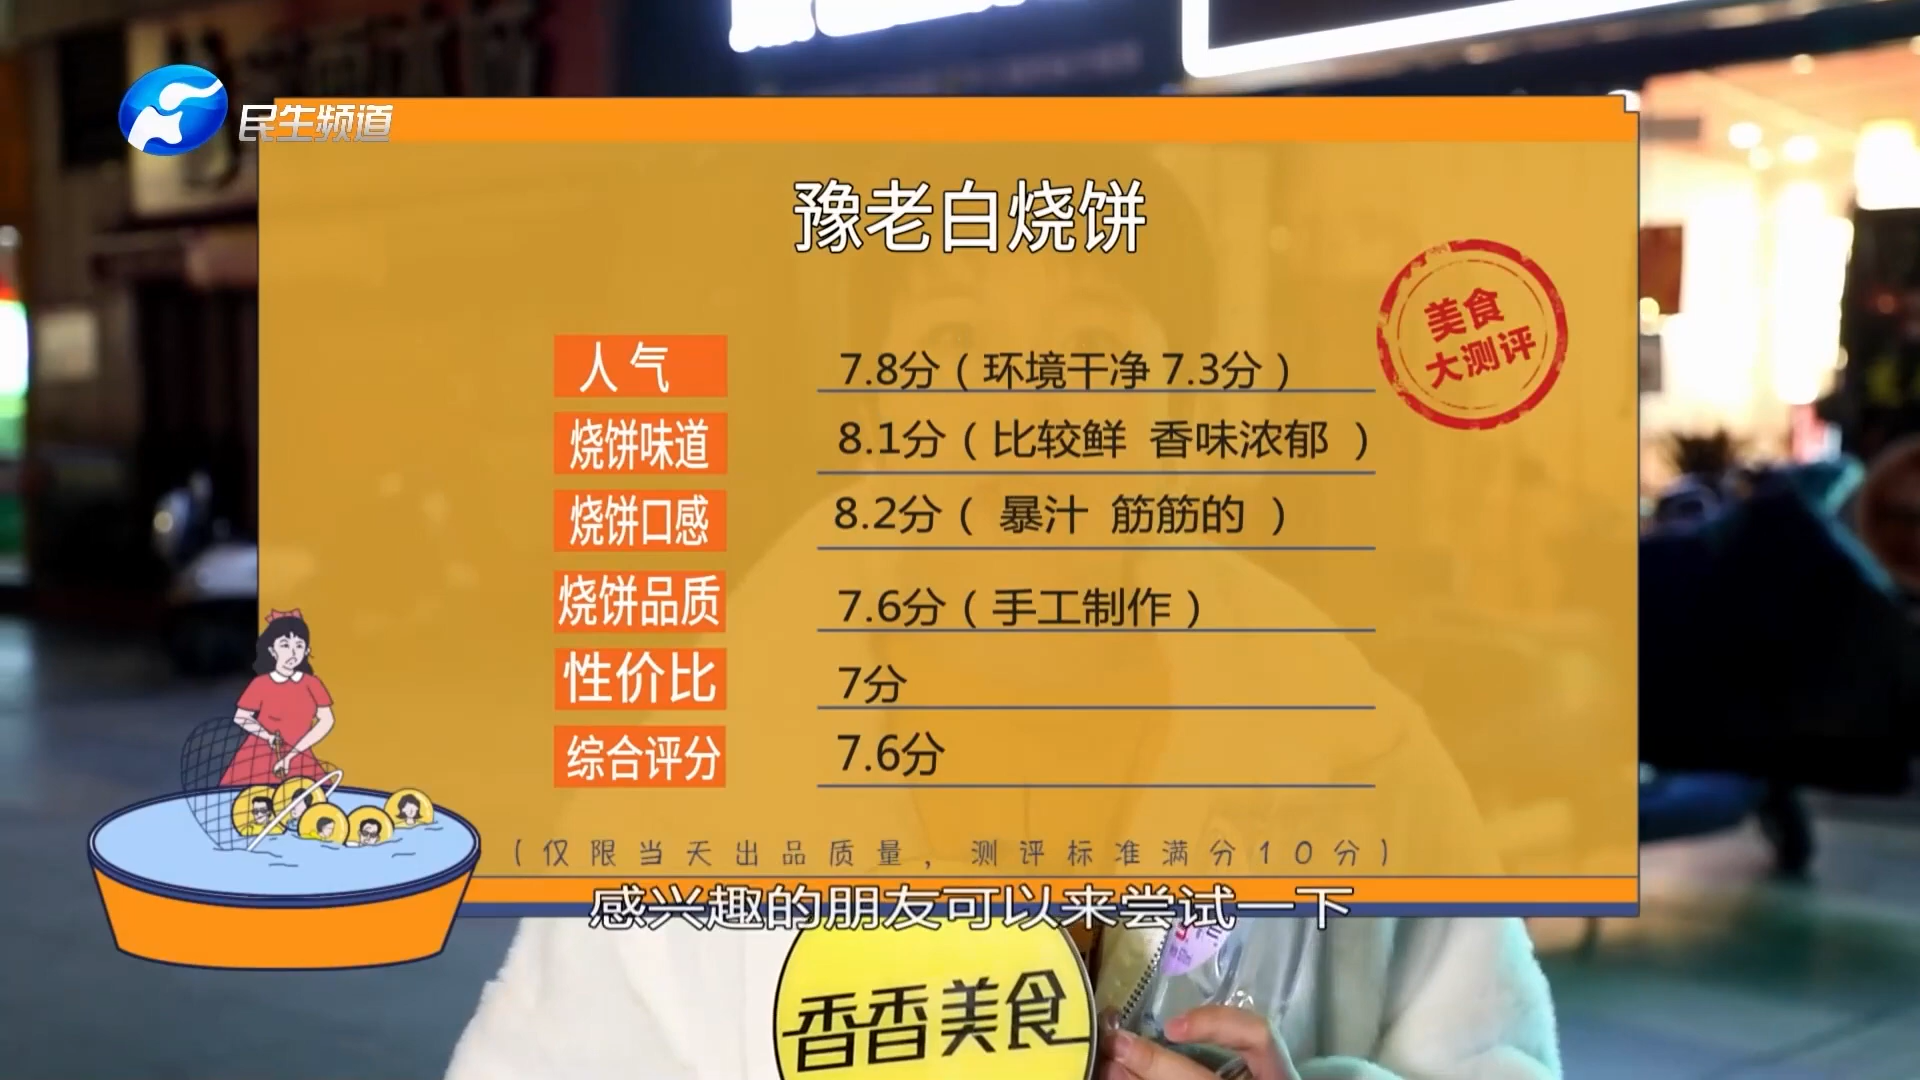 民生频道
豫老白烧饼
美食
大测评
人气 7.8分（环境干净 7.3分）
烧饼味道 8.1分（比较鲜 香味浓郁）
烧饼口感 8.2分（暴汁 筋筋的）
烧饼品质 7.6分（手工制作）
性价比 7分
综合评分 7.6分
（仅限当天出品质量，测评标准满分10分）
感兴趣的朋友可以来尝试一下
香香美食